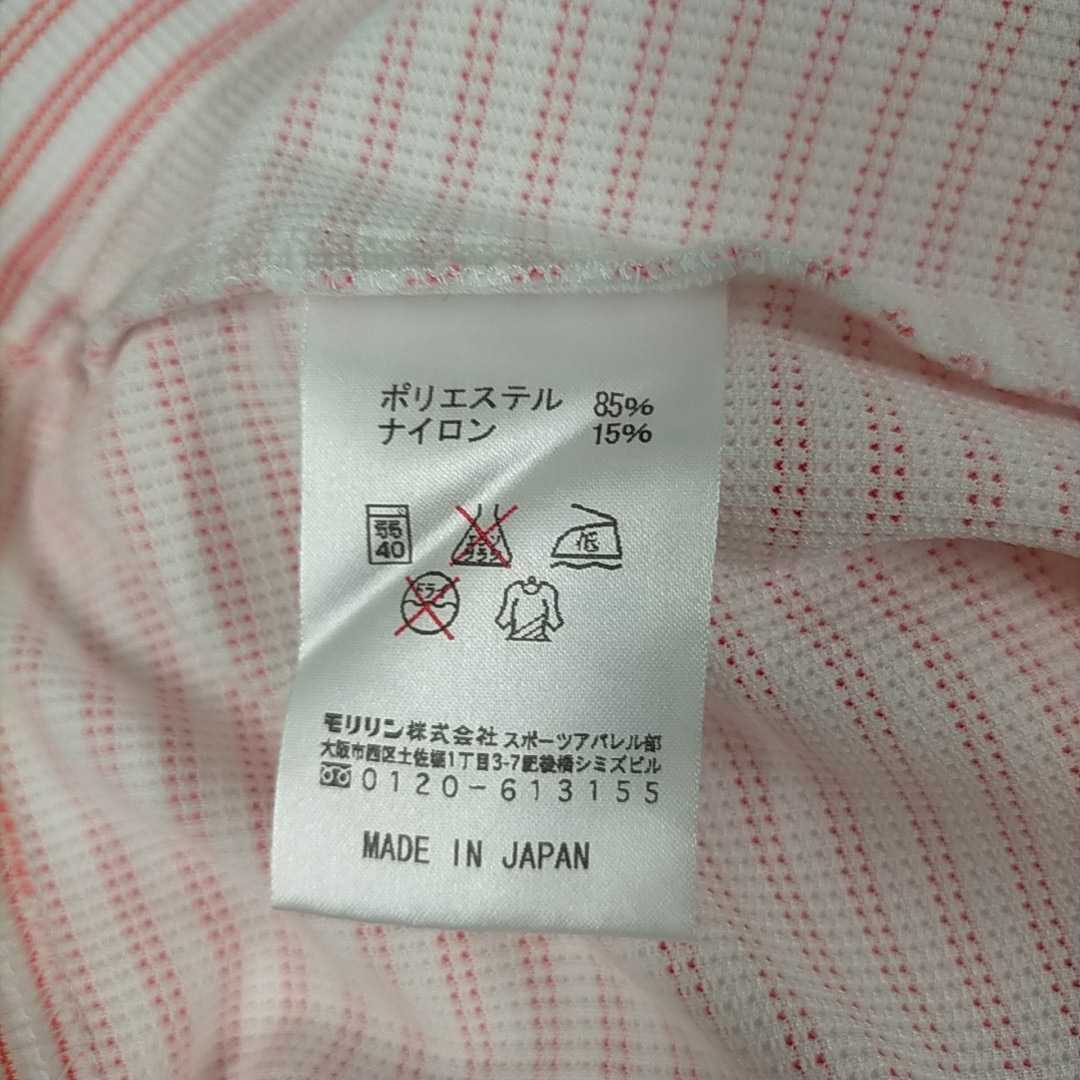 ポリエステル 85%
ナイロン 15%
40
低
モリリン株式会社 スポーツアパレル部
大阪市西区土佐堀1丁目3-7肥後橋シミズビル
0120-613155
MADE IN JAPAN